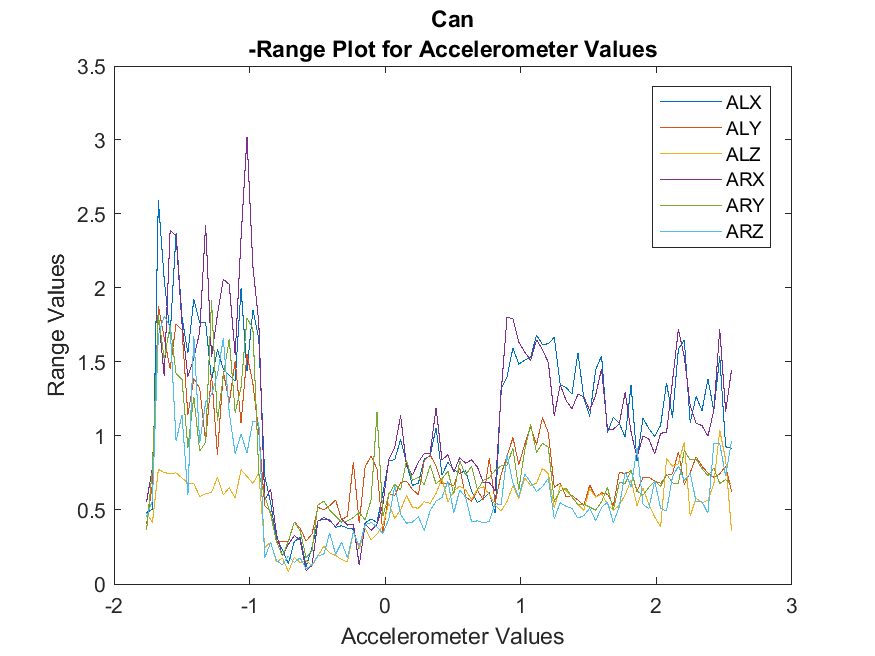 Can
-Range Plot for Accelerometer Values
3.5
3
2.5
2
1.5
1
0.5
0
Range Values
ALX
ALY
ALZ
ARX
ARY
ARZ
-2
-1
0
1
2
3
Accelerometer Values